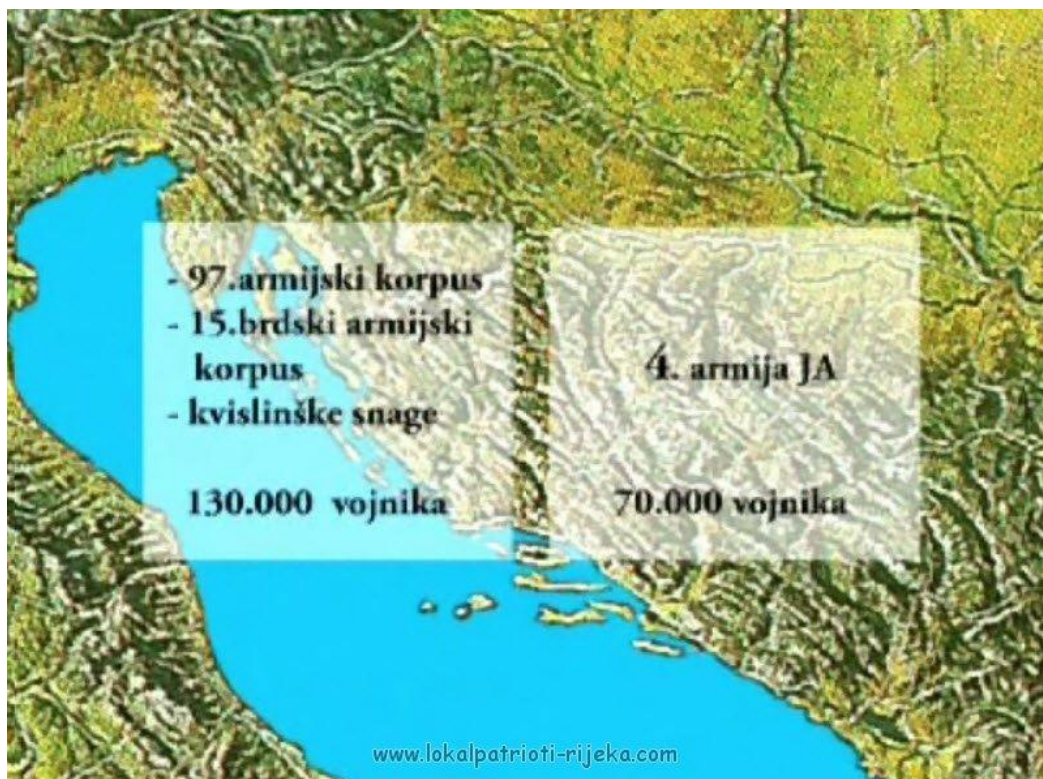 - 97.armijski korpus
- 15.brdski armijski
korpus
- kvislinške snage
130.000 vojnika
4. armija JA
70.000 vojnika
www.lokalpatrioti-rijeka.com